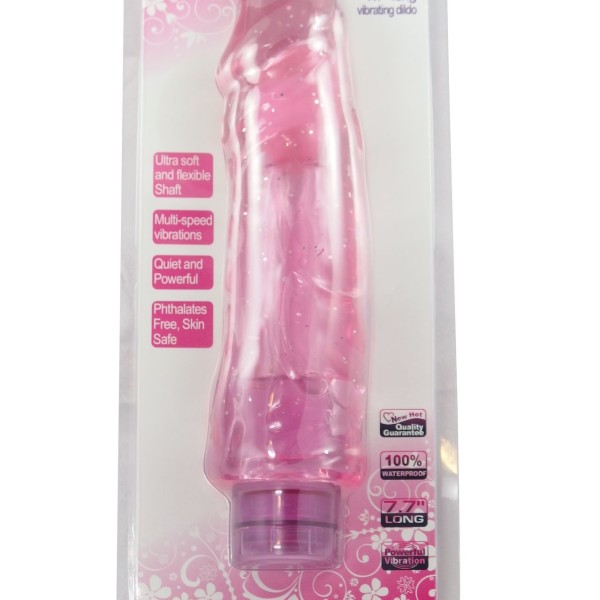 vibrating dildo
Ultra soft
and flexible
Shaft
Multi-speed
vibrations
Quiet and
Powerful
Phthalates
Free, Skin
Safe
New Hot
Quality
Guarantee
100%
WATERPROOF
7.7"
LONG
Powerful
Vibration